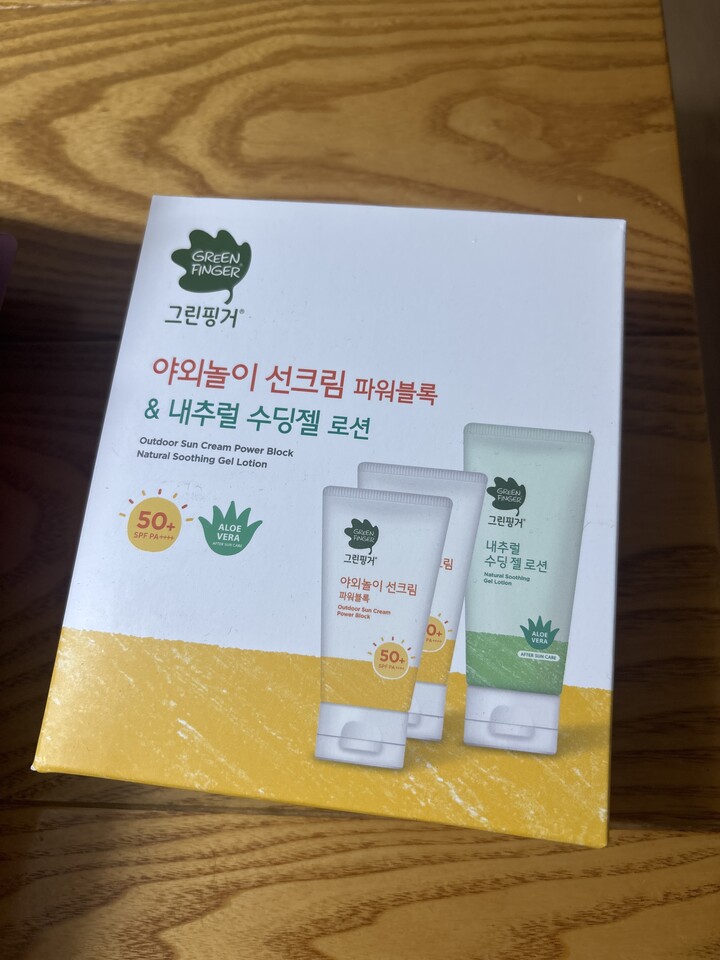 GREEN
FINGER®
그린핑거®
야외놀이 선크림 파워블록
& 내추럴 수딩젤 로션
Outdoor Sun Cream Power Block
Natural Soothing Gel Lotion
50+
SPF PA++++
ALOE
VERA
AFTER SUN CARE
GREEN
FINGER
그린핑거®
야외놀이 선크림
파워블록
Outdoor Sun Cream
Power Block
50+
SPF PA++++
GREEN
FINGER
그린핑거®
내추럴
수딩 젤 로션
Natural Soothing
Gel Lotion
ALOE
VERA
AFTER SUN CARE